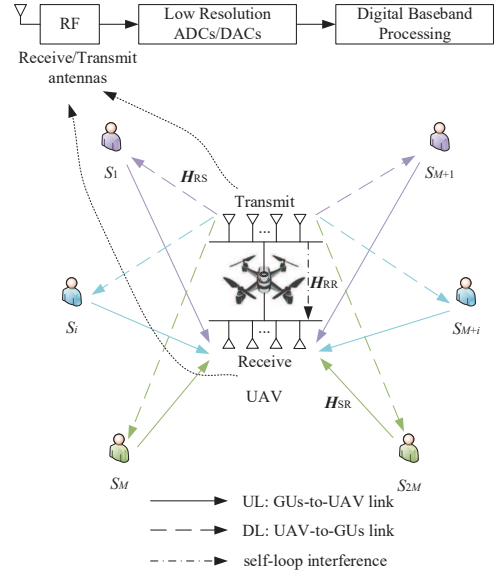 RF
Low Resolution
ADCs/DACs
Digital Baseband
Processing
Receive/Transmit
antennas
S1
HRS
SM+1
Transmit
...
HRR
Si
SM+i
...
Receive
UAV
HSR
SM
S2M
UL: GUs-to-UAV link
DL: UAV-to-GUs link
self-loop interference